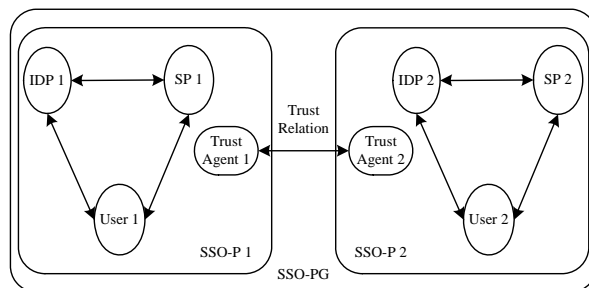 IDP 1
SP 1
IDP 2
SP 2
Trust
Relation
Trust
Agent 1
Trust
Agent 2
User 1
User 2
SSO-P 1
SSO-P 2
SSO-PG